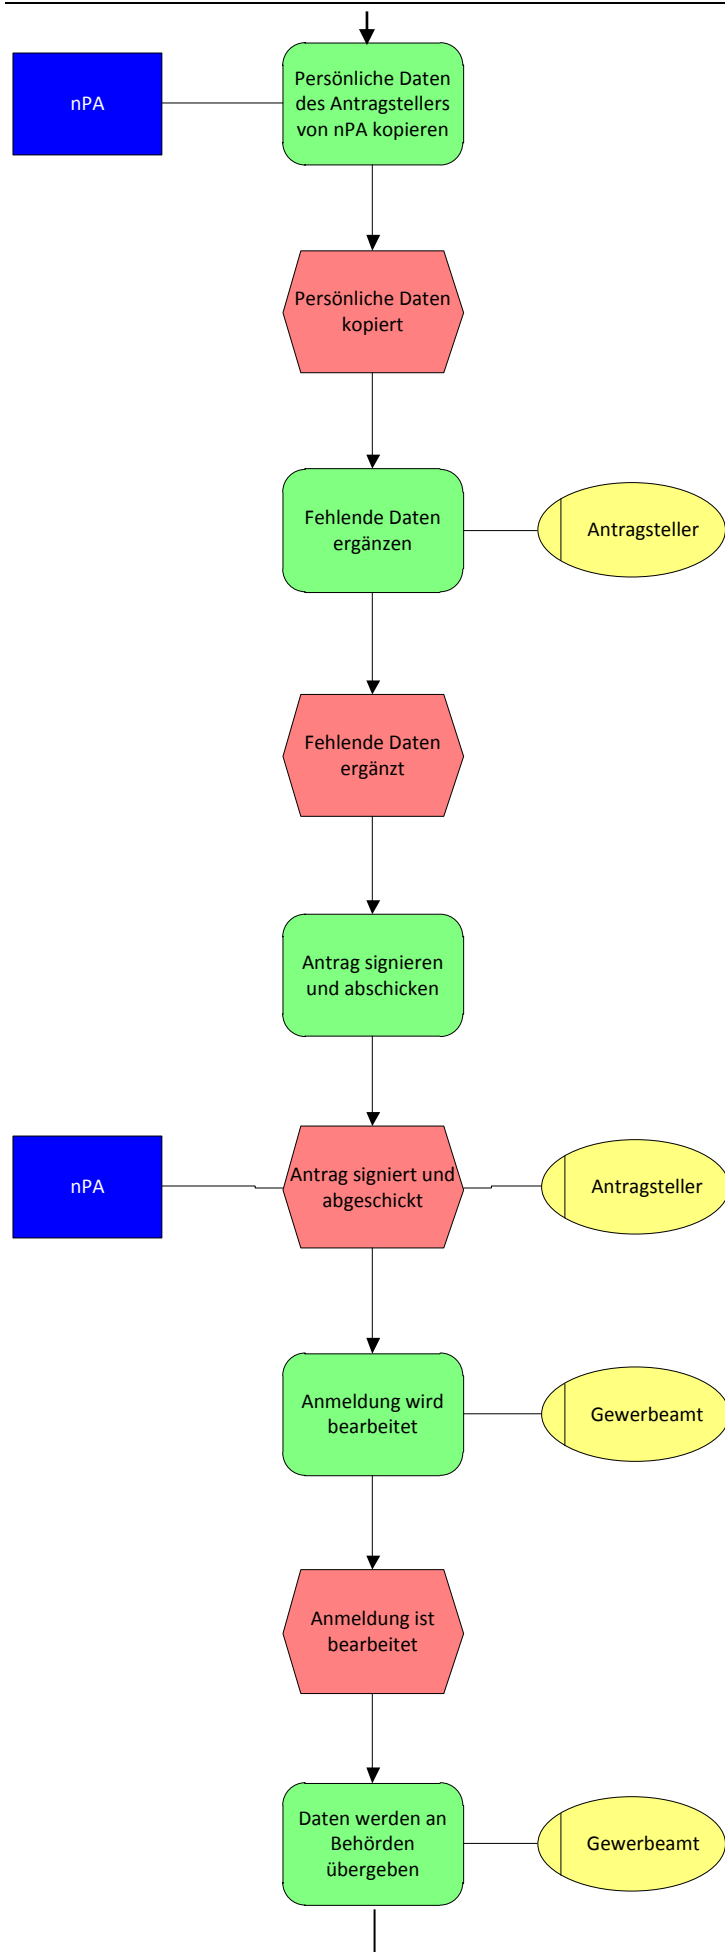 nPA
Persönliche Daten
des Antragstellers
von nPA kopieren
Persönliche Daten
kopiert
Fehlende Daten
ergänzen
Antragsteller
Fehlende Daten
ergänzt
Antrag signieren
und abschicken
nPA
Antrag signiert und
abgeschickt
Antragsteller
Anmeldung wird
bearbeitet
Gewerbeamt
Anmeldung ist
bearbeitet
Daten werden an
Behörden
übergeben
Gewerbeamt